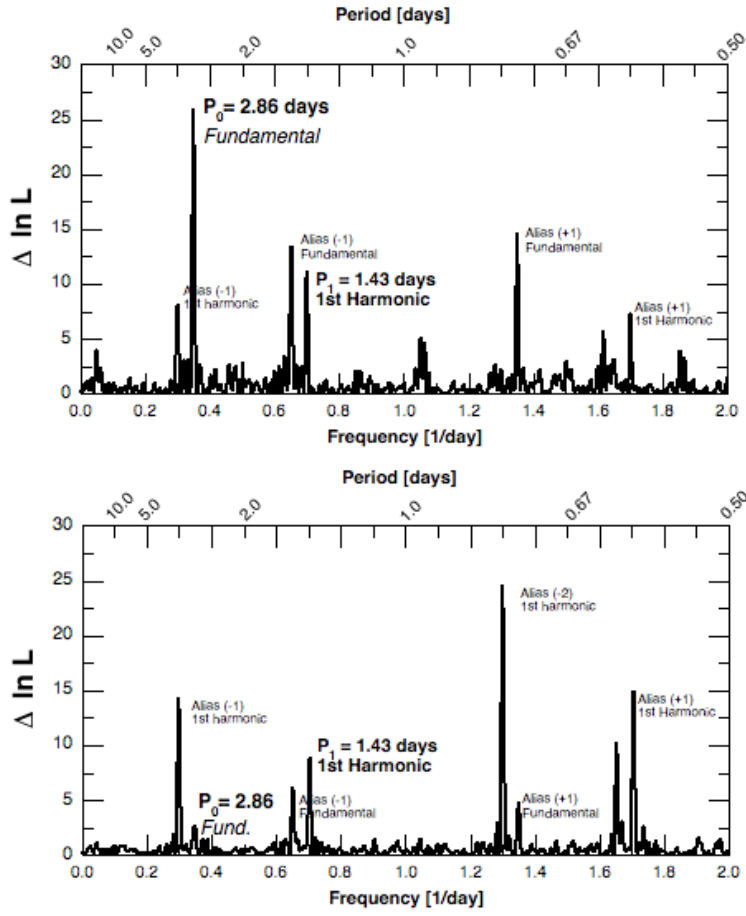 Period [days]
10.0 5.0 2.0 1.0 0.67 0.50
30
25
20
15
10
5
0
Δ ln L
P0= 2.86 days
Fundamental
Alias (-1)
Fundamental
Alias (+1)
Fundamental
Alias (-1)
1st harmonic
P1 = 1.43 days
1st Harmonic
Alias (+1)
1st Harmonic
0.0 0.2 0.4 0.6 0.8 1.0 1.2 1.4 1.6 1.8 2.0
Frequency [1/day]
Period [days]
10.0 5.0 2.0 1.0 0.67 0.50
30
25
20
15
10
5
0
Δ ln L
Alias (-2)
1st harmonic
Alias (-1)
1st harmonic
Alias (+1)
1st Harmonic
P1 = 1.43 days
1st Harmonic
P0= 2.86
Fund.
Alias (-1)
Fundamental
Alias (+1)
Fundamental
0.0 0.2 0.4 0.6 0.8 1.0 1.2 1.4 1.6 1.8 2.0
Frequency [1/day]